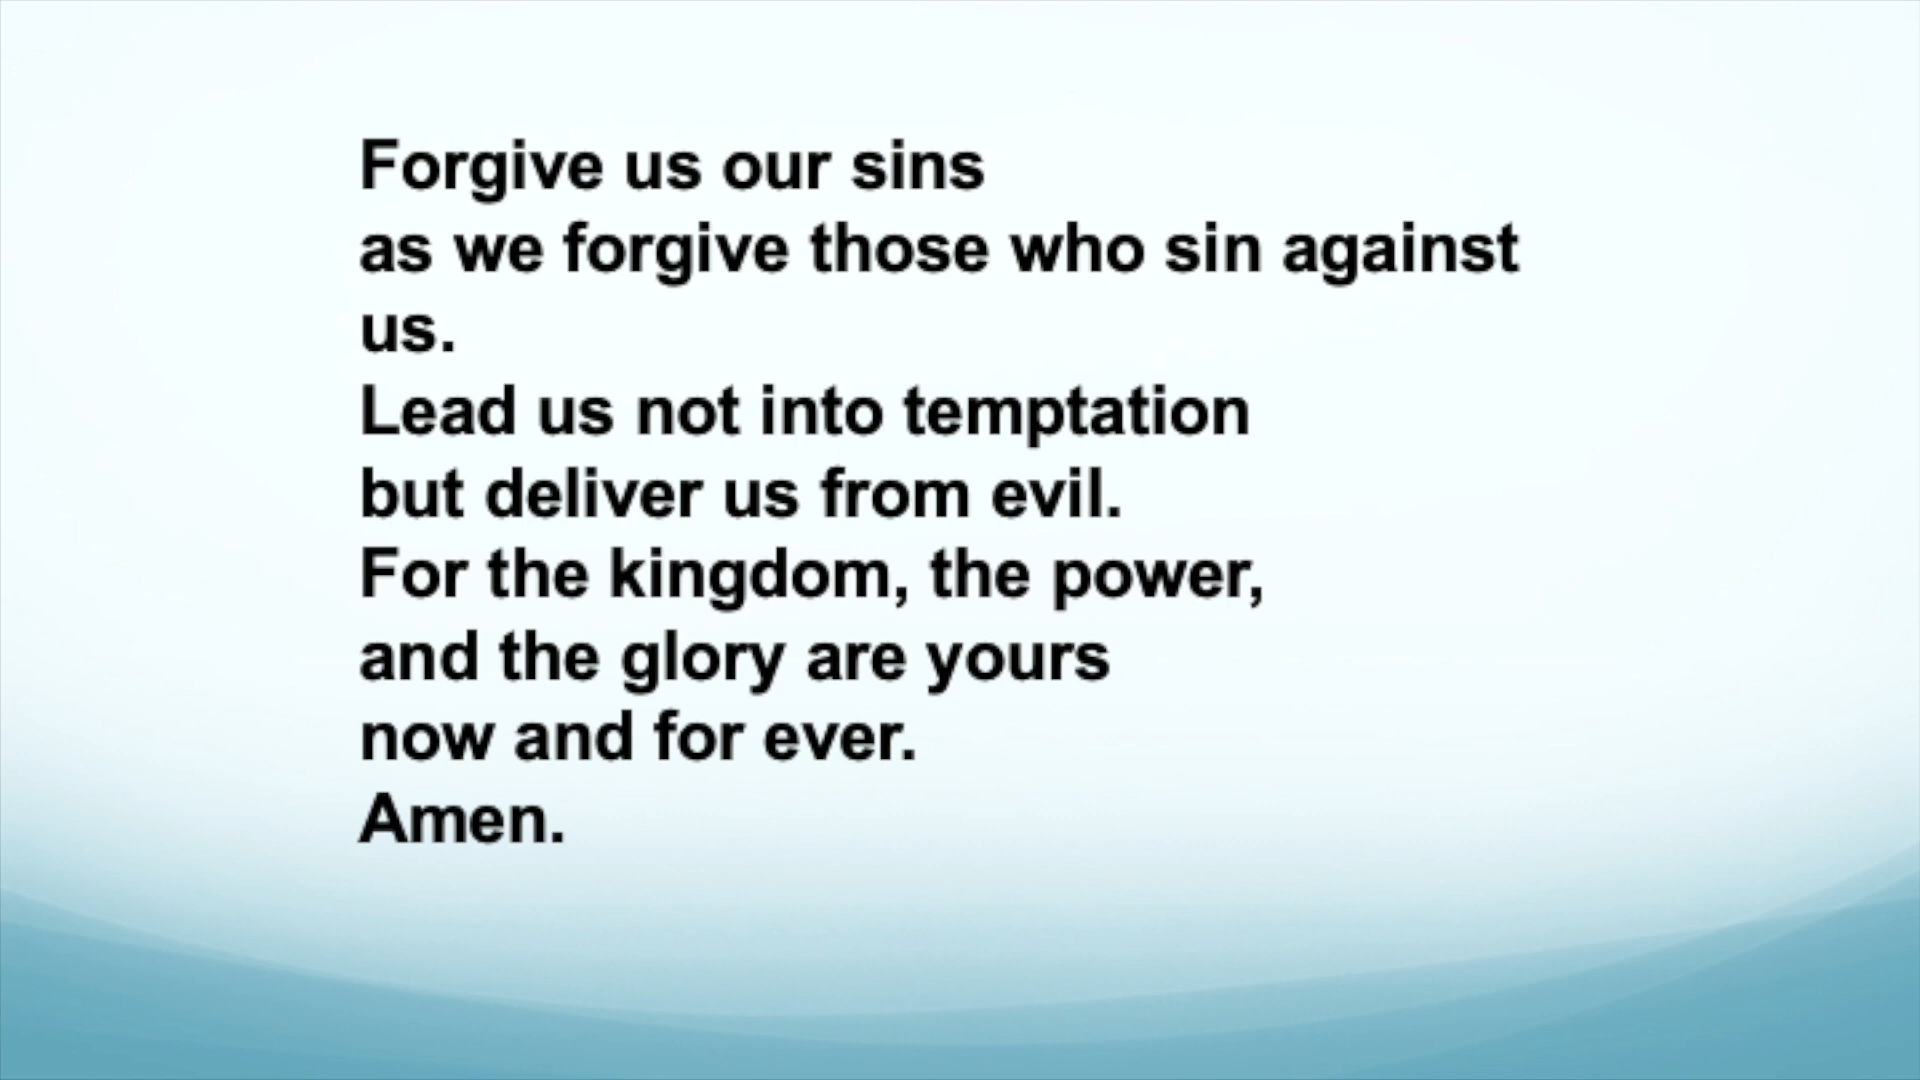 Forgive us our sins
as we forgive those who sin against
us.
Lead us not into temptation
but deliver us from evil.
For the kingdom, the power,
and the glory are yours
now and for ever.
Amen.